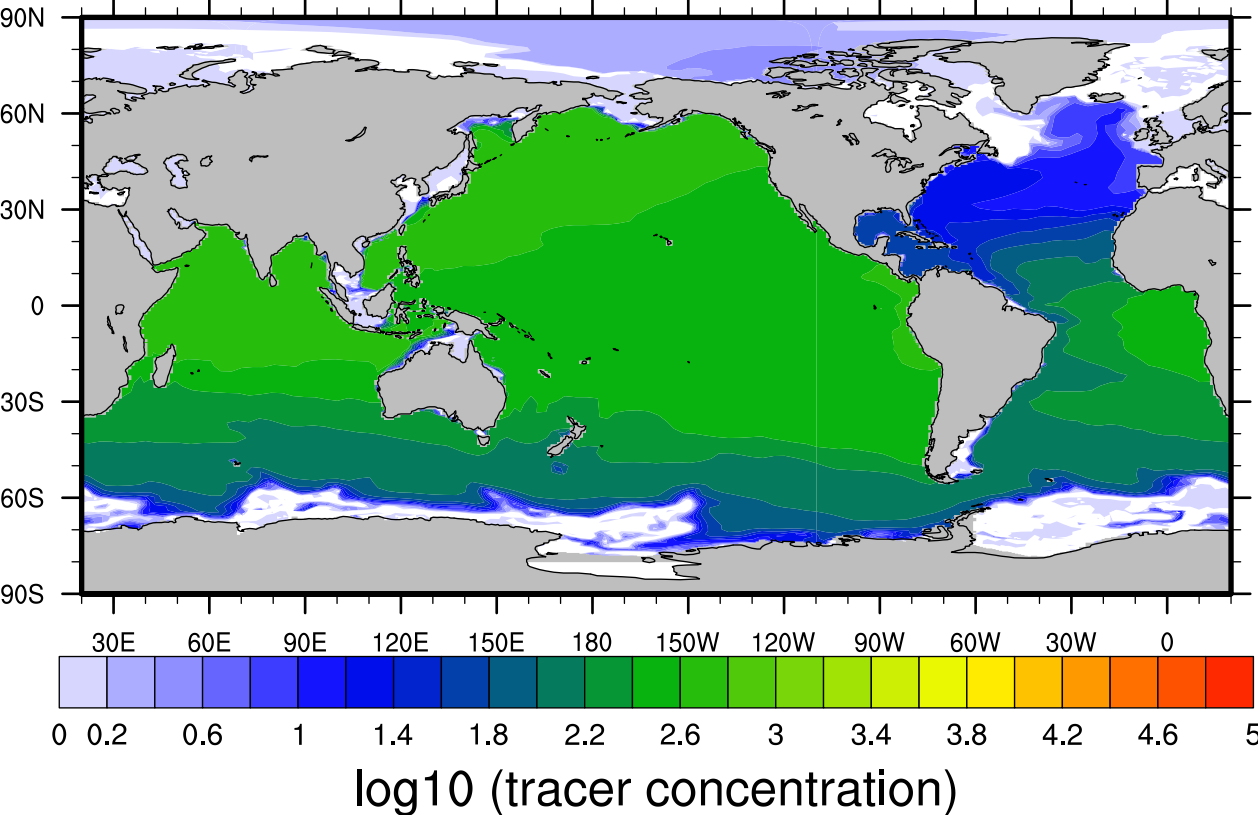 90N
60N
30N
0
30S
60S
90S
30E 60E 90E 120E 150E 180 150W 120W 90W 60W 30W 0
0 0.2 0.6 1 1.4 1.8 2.2 2.6 3 3.4 3.8 4.2 4.6 5
log10 (tracer concentration)